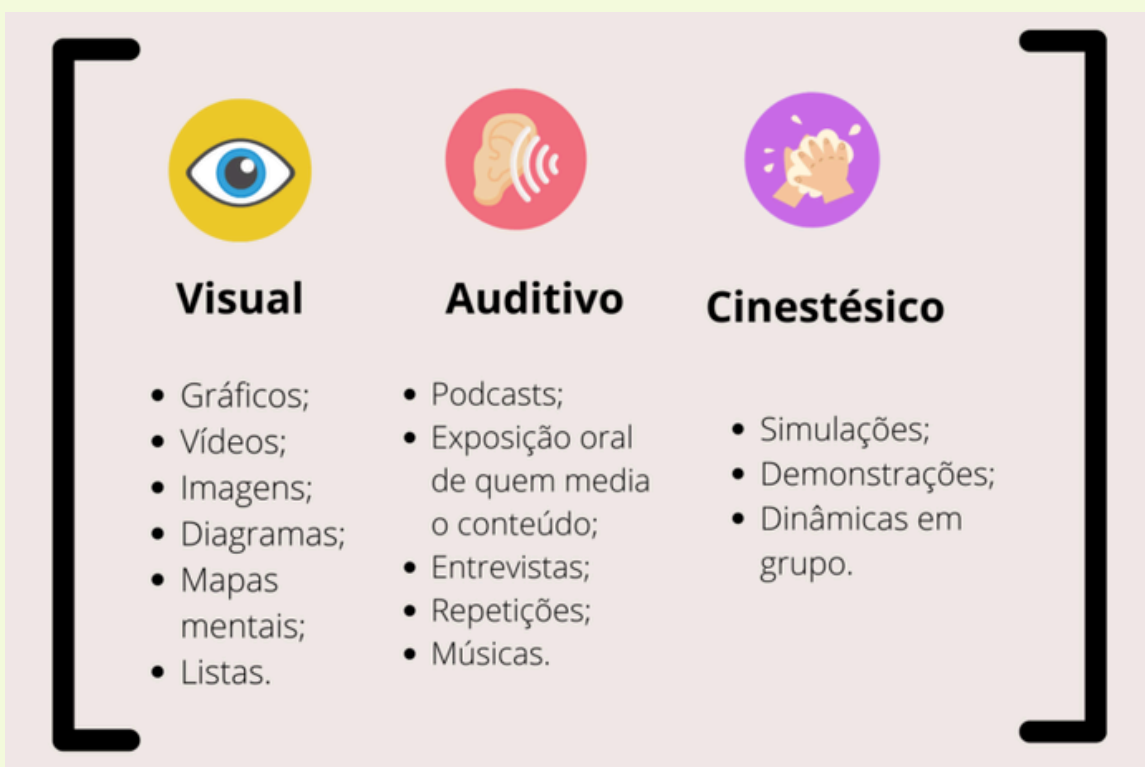 Visual
• Gráficos;
• Vídeos;
• Imagens;
• Diagramas;
• Mapas
mentais;
• Listas.
Auditivo
• Podcasts;
• Exposição oral
de quem media
o conteúdo;
• Entrevistas;
• Repetições;
• Músicas.
Cinestésico
• Simulações;
• Demonstrações;
• Dinâmicas em
grupo.